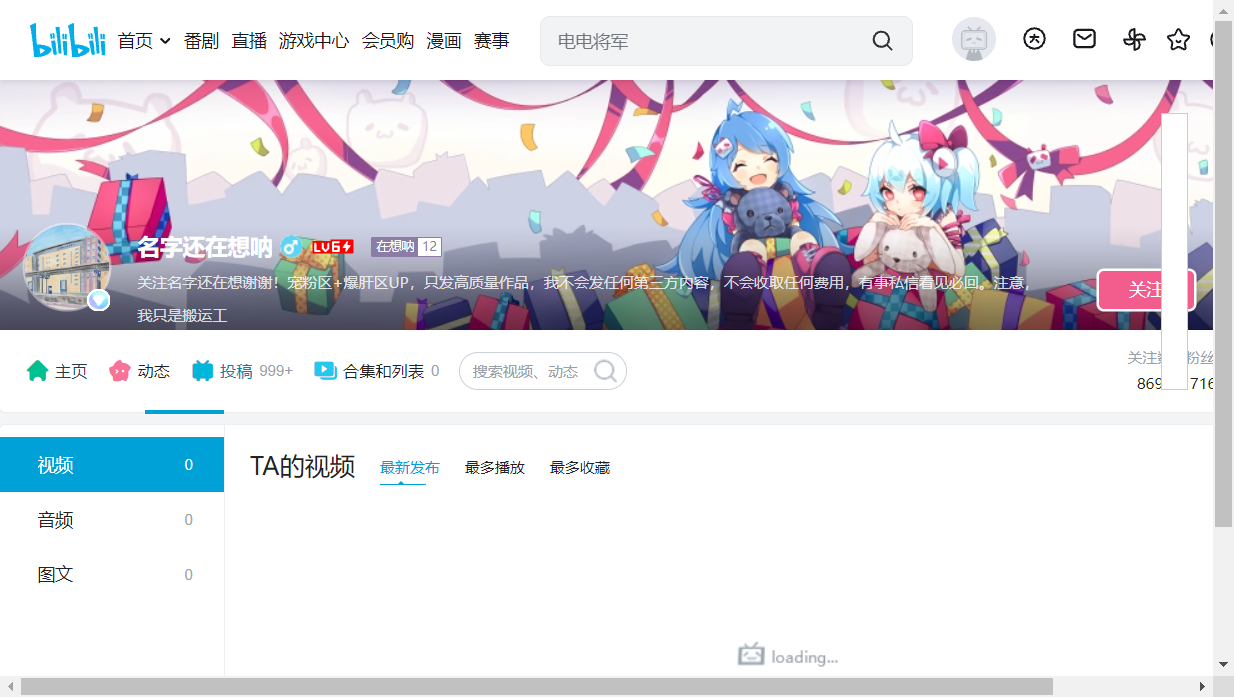 bilibili 首页 番剧 直播 游戏中心 会员购 漫画 赛事 电电将军
名字还在想呐 LV6 在想呐 12
关注名字还在想谢谢！宠粉区+爆肝区UP，只发高质量作品，我不会发任何第三方内容，不会收取任何费用，有事私信看见必回。注意，
我只是搬运工
关注
主页 动态 投稿 999+ 合集和列表 0 搜索视频、动态
关注数 粉丝
869 716
视频 0
音频 0
图文 0
TA的视频 最新发布 最多播放 最多收藏
loading...